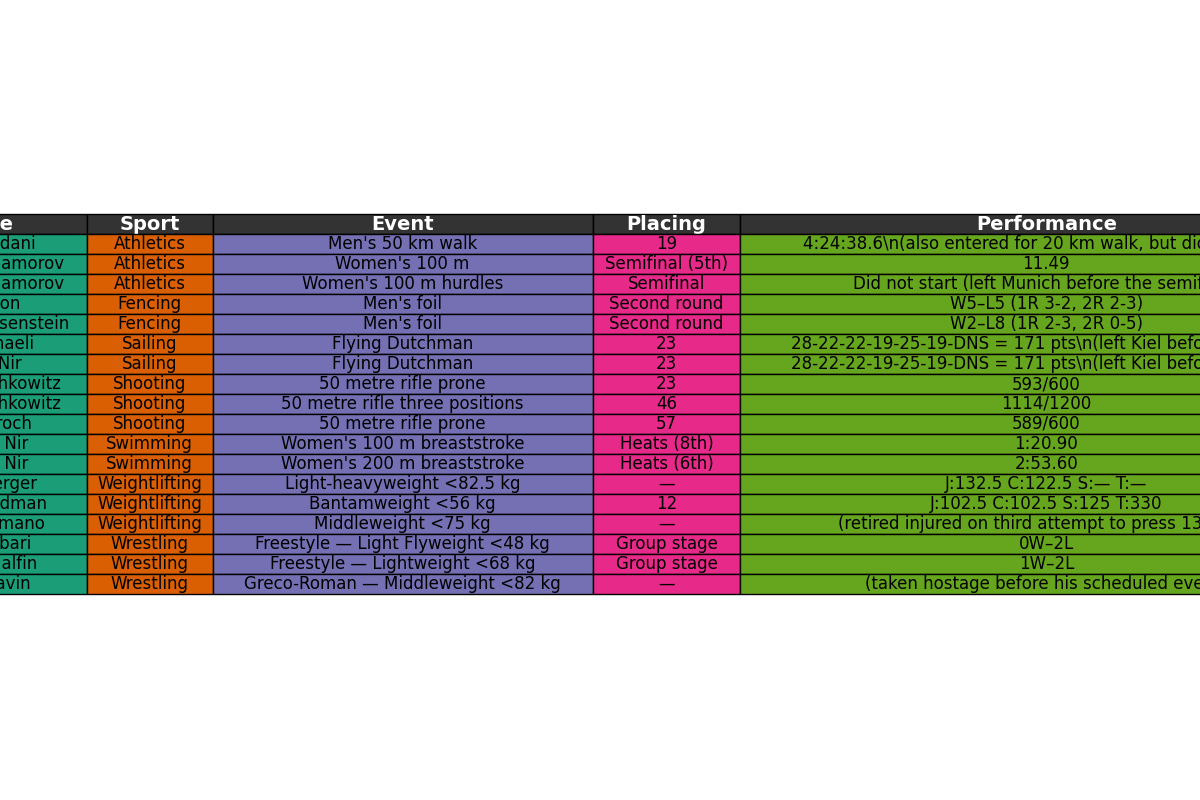 e Sport Event Placing Performance
dani Athletics Men's 50 km walk 19 4:24:38.6\n(also entered for 20 km walk, but did
amorov Athletics Women's 100 m Semifinal (5th) 11.49
amorov Athletics Women's 100 m hurdles Semifinal Did not start (left Munich before the semif
on Fencing Men's foil Second round W5–L5 (1R 3-2, 2R 2-3)
senstein Fencing Men's foil Second round W2–L8 (1R 2-3, 2R 0-5)
aeli Sailing Flying Dutchman 23 28-22-22-19-25-19-DNS = 171 pts\n(left Kiel befo
Nir Sailing Flying Dutchman 23 28-22-22-19-25-19-DNS = 171 pts\n(left Kiel befo
hkowitz Shooting 50 metre rifle prone 23 593/600
hkowitz Shooting 50 metre rifle three positions 46 1114/1200
roch Shooting 50 metre rifle prone 57 589/600
Nir Swimming Women's 100 m breaststroke Heats (8th) 1:20.90
Nir Swimming Women's 200 m breaststroke Heats (6th) 2:53.60
erger Weightlifting Light-heavyweight <82.5 kg — J:132.5 C:122.5 S:— T:—
dman Weightlifting Bantamweight <56 kg 12 J:102.5 C:102.5 S:125 T:330
mano Weightlifting Middleweight <75 kg — (retired injured on third attempt to press 13
bari Wrestling Freestyle — Light Flyweight <48 kg Group stage 0W–2L
alfin Wrestling Freestyle — Lightweight <68 kg Group stage 1W–2L
avin Wrestling Greco-Roman — Middleweight <82 kg — (taken hostage before his scheduled eve